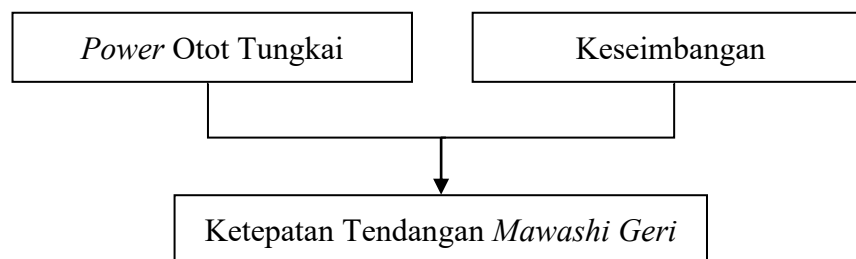 Power Otot Tungkai
Keseimbangan
Ketepatan Tendangan Mawashi Geri